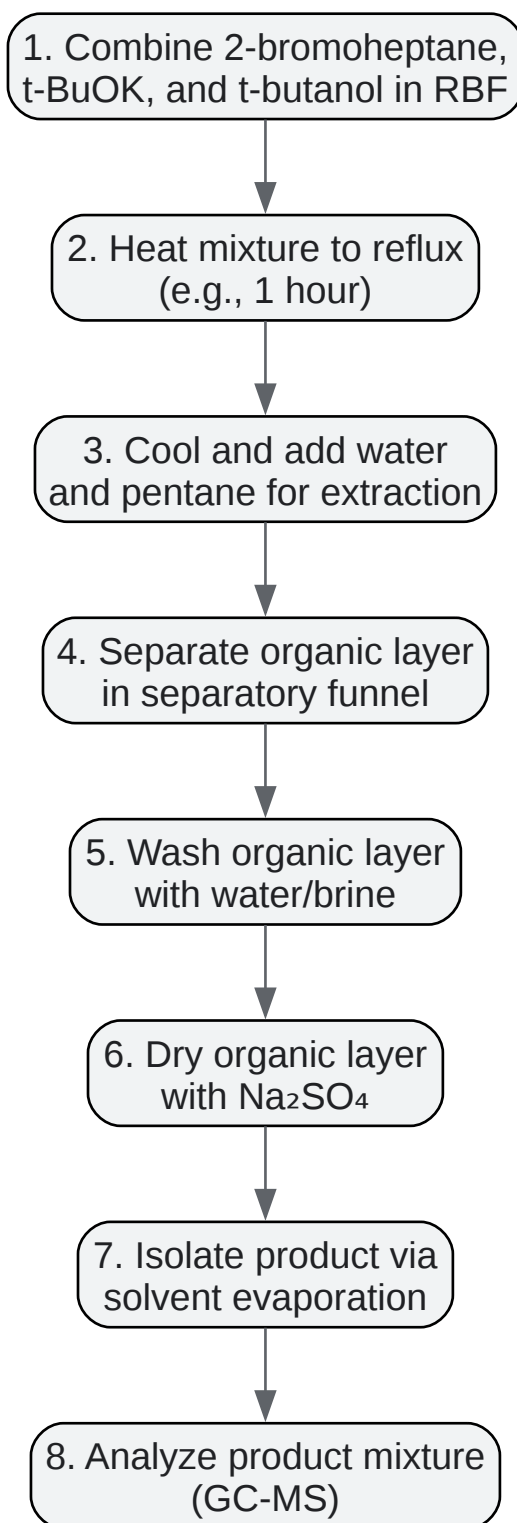 1. Combine 2-bromoheptane,
t-BuOK, and t-butanol in RBF
2. Heat mixture to reflux
(e.g., 1 hour)
3. Cool and add water
and pentane for extraction
4. Separate organic layer
in separatory funnel
5. Wash organic layer
with water/brine
6. Dry organic layer
with Na₂SO₄
7. Isolate product via
solvent evaporation
8. Analyze product mixture
(GC-MS)